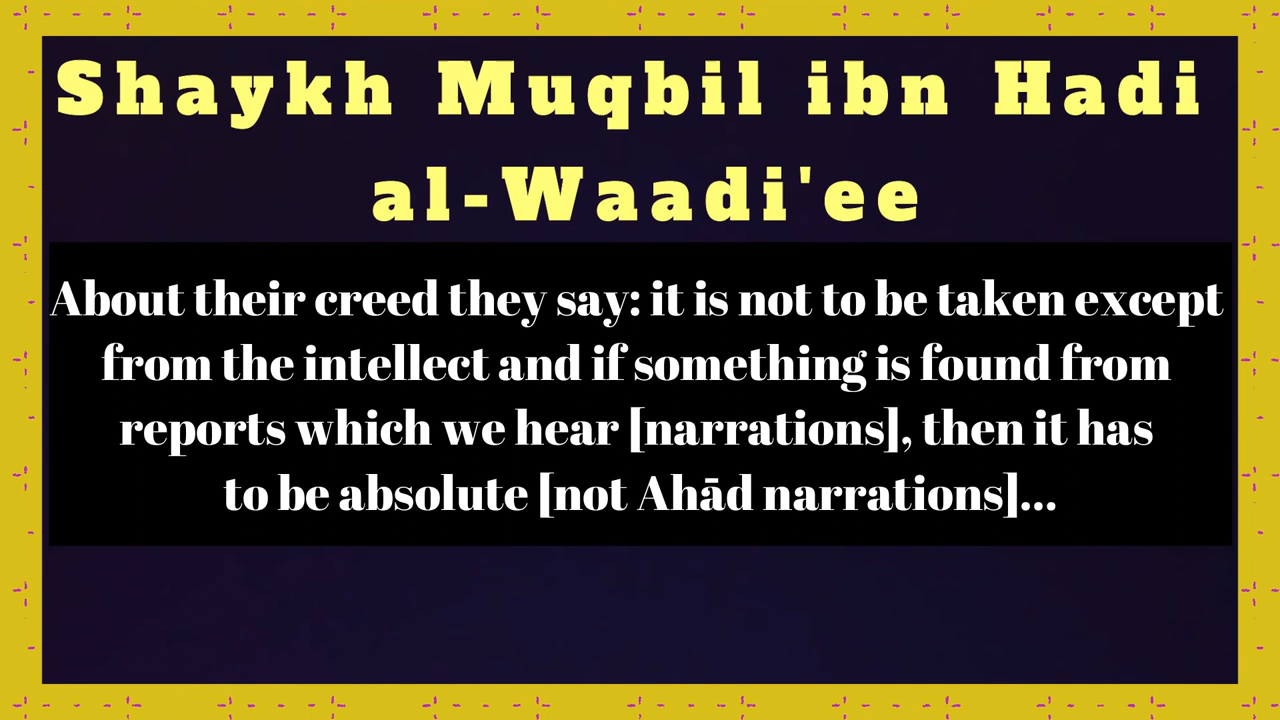 Shaykh Muqbil ibn Hadi
al-Waadi'ee
About their creed they say: it is not to be taken except
from the intellect and if something is found from
reports which we hear [narrations], then it has
to be absolute [not Ahād narrations]...